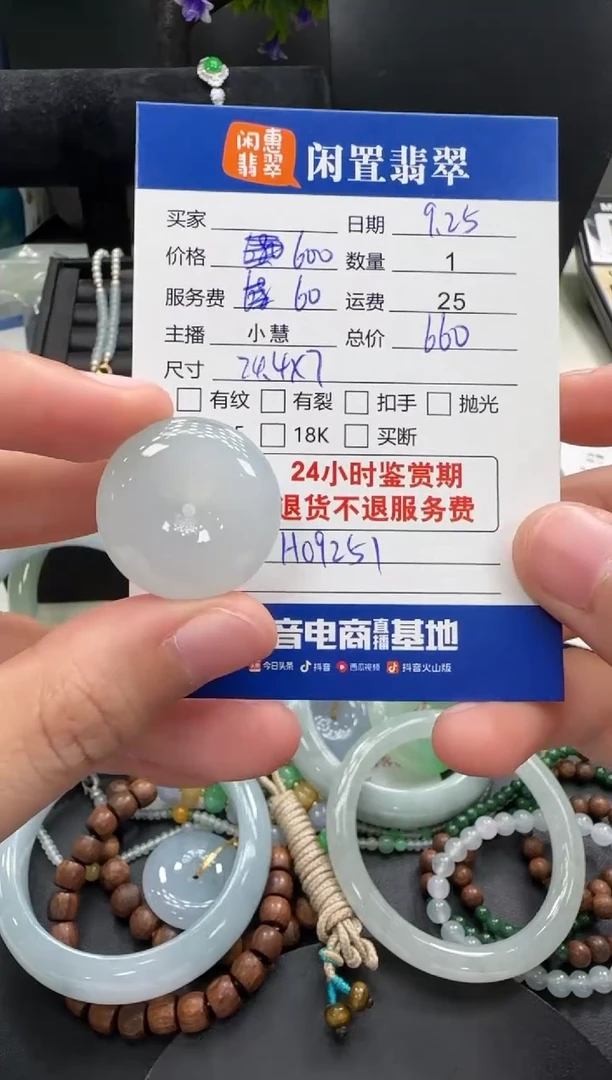 闲惠翡翠 闲置翡翠
买家 日期 9.25
价格 600 数量 1
服务费 60 运费 25
主播 小慧 总价 660
尺寸 24.4×7
有纹 有裂 扣手 抛光
18K 买断
24小时鉴赏期
退货不退服务费
H09251
音电商直播基地
今日头条 抖音 西瓜视频 抖音火山版